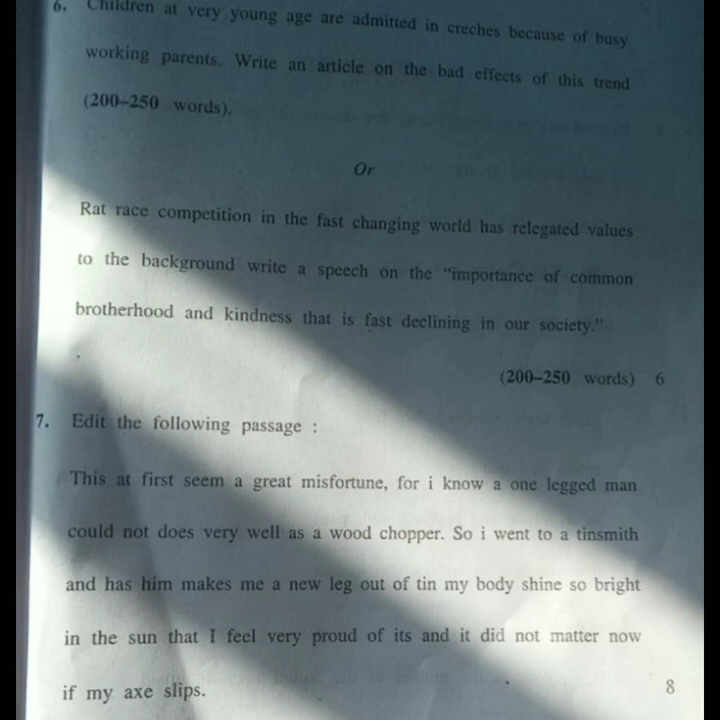 6. Children at very young age are admitted in creches because of busy
working parents. Write an article on the bad effects of this trend
(200–250 words).
Or
Rat race competition in the fast changing world has relegated values
to the background write a speech on the "importance of common
brotherhood and kindness that is fast declining in our society."
(200–250 words) 6
7. Edit the following passage :
This at first seem a great misfortune, for i know a one legged man
could not does very well as a wood chopper. So i went to a tinsmith
and has him makes me a new leg out of tin my body shine so bright
in the sun that I feel very proud of its and it did not matter now
if my axe slips.
8